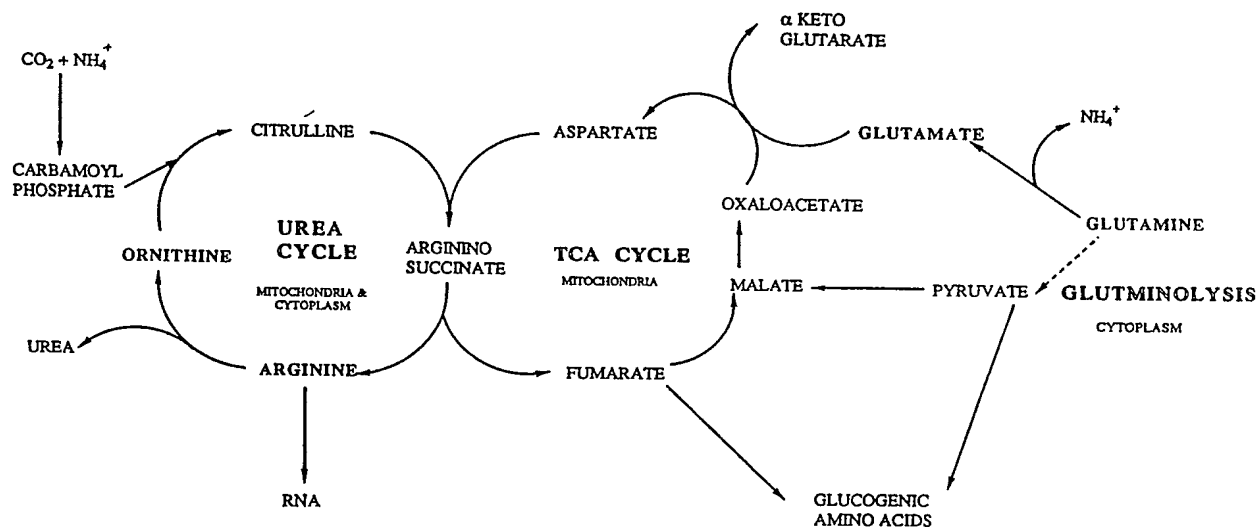 α KETO
GLUTARATE
CO₂ + NH₄⁺
CITRULLINE
ASPARTATE
GLUTAMATE
NH₄⁺
CARBAMOYL
PHOSPHATE
OXALOACETATE
GLUTAMINE
UREA
CYCLE
MITOCHONDRIA &
CYTOPLASM
ORNITHINE
ARGININO
SUCCINATE
TCA CYCLE
MITOCHONDRIA
MALATE
PYRUVATE
GLUTMINOLYSIS
CYTOPLASM
UREA
ARGININE
FUMARATE
RNA
GLUCOGENIC
AMINO ACIDS